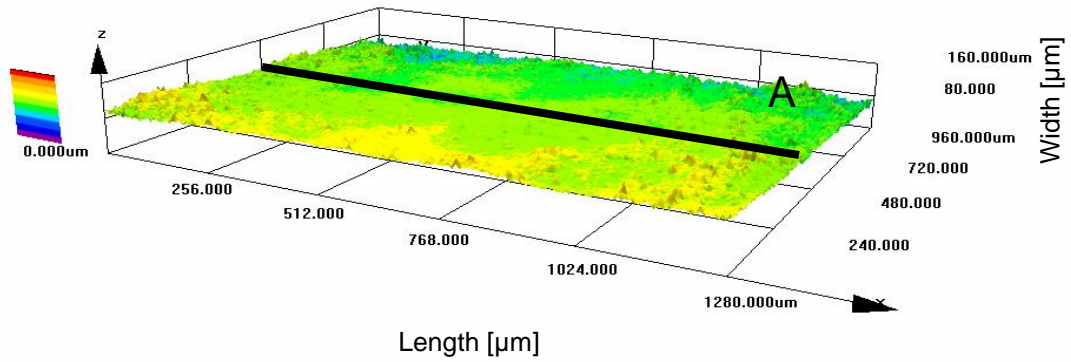 z
y
160.000um
A
80.000
0.000um
960.000um
Width [µm]
256.000
720.000
512.000
480.000
768.000
240.000
1024.000
1280.000um
x
Length [µm]